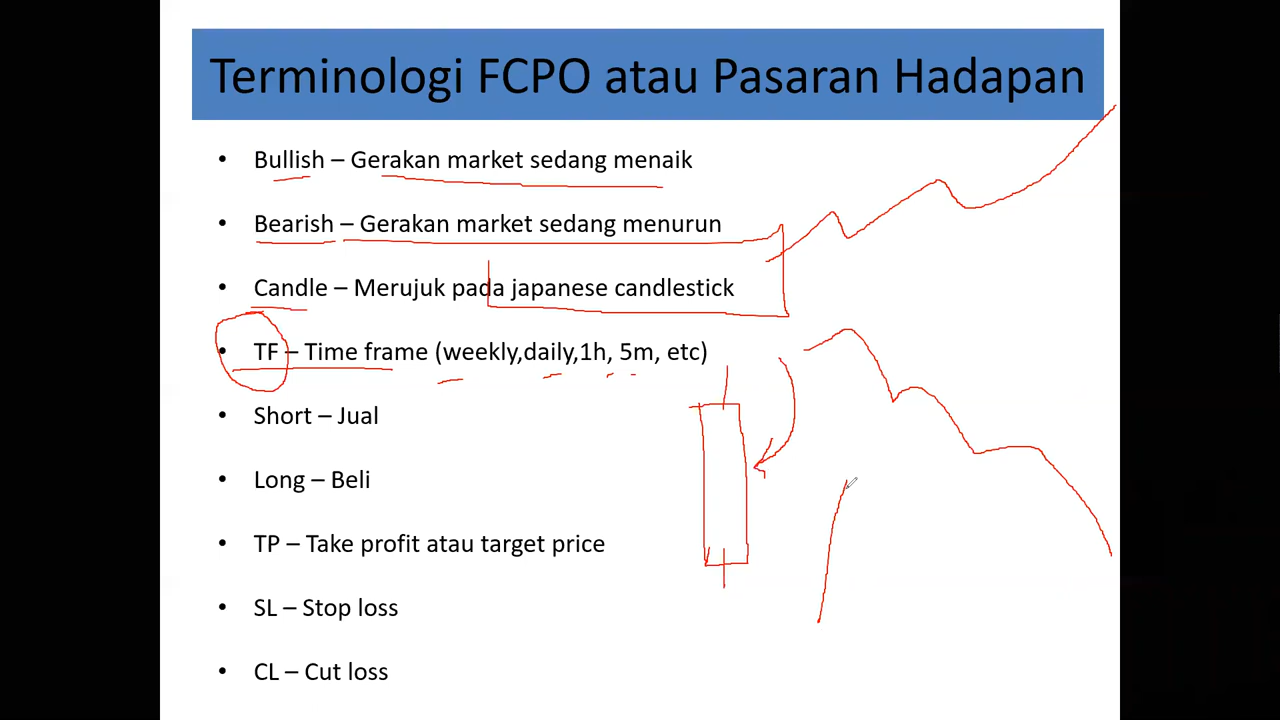 Terminologi FCPO atau Pasaran Hadapan
• Bullish – Gerakan market sedang menaik
• Bearish – Gerakan market sedang menurun
Candle – Merujuk pada japanese candlestick
• TF – Time frame (weekly,daily,1h, 5m, etc)
• Short – Jual
• Long – Beli
• TP – Take profit atau target price
• SL – Stop loss
• CL – Cut loss